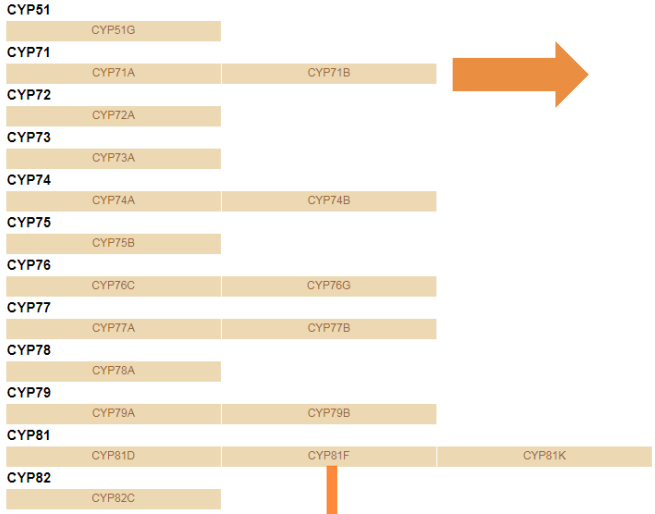 CYP51
CYP51G
CYP71
CYP71A CYP71B
CYP72
CYP72A
CYP73
CYP73A
CYP74
CYP74A CYP74B
CYP75
CYP75B
CYP76
CYP76C CYP76G
CYP77
CYP77A CYP77B
CYP78
CYP78A
CYP79
CYP79A CYP79B
CYP81
CYP81D CYP81F CYP81K
CYP82
CYP82C